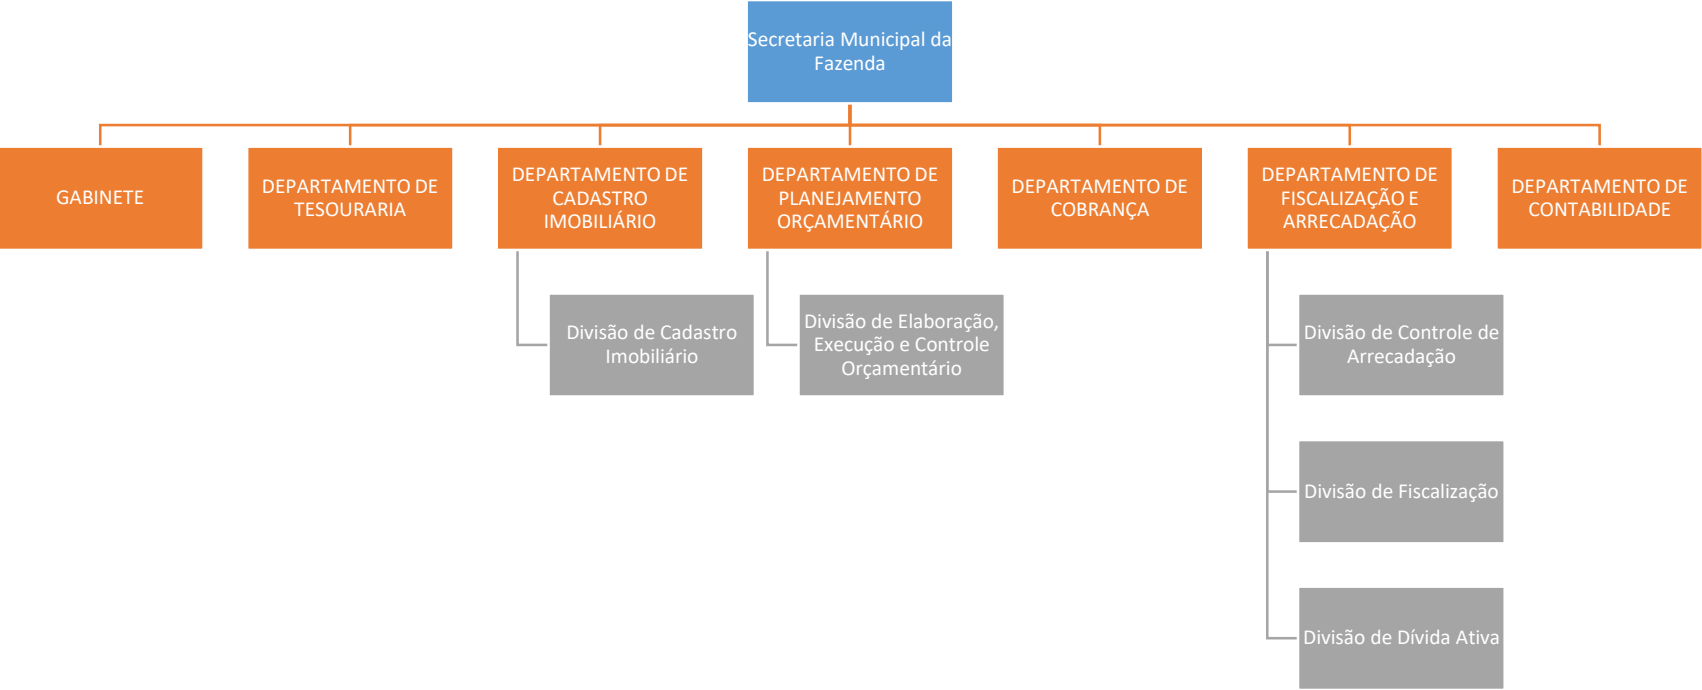 Secretaria Municipal da
Fazenda
GABINETE
DEPARTAMENTO DE
TESOURARIA
DEPARTAMENTO DE
CADASTRO
IMOBILIÁRIO
DEPARTAMENTO DE
PLANEJAMENTO
ORÇAMENTÁRIO
DEPARTAMENTO DE
COBRANÇA
DEPARTAMENTO DE
FISCALIZAÇÃO E
ARRECADAÇÃO
DEPARTAMENTO DE
CONTABILIDADE
Divisão de Cadastro
Imobiliário
Divisão de Elaboração,
Execução e Controle
Orçamentário
Divisão de Controle de
Arrecadação
Divisão de Fiscalização
Divisão de Dívida Ativa